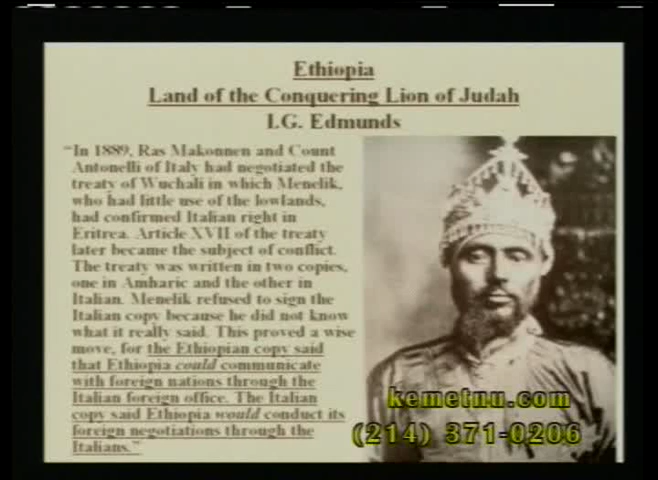 Ethiopia
Land of the Conquering Lion of Judah
I.G. Edmunds
"In 1889, Ras Makonnen and Count
Antonelli of Italy had negotiated the
treaty of Wuchali in which Menelik,
who had little use of the lowlands,
had confirmed Italian right in
Eritrea. Article XVII of the treaty
later became the subject of conflict.
The treaty was written in two copies,
one in Amharic and the other in
Italian. Menelik refused to sign the
Italian copy because he did not know
what it really said. This proved a wise
move, for the Ethiopian copy said
that Ethiopia could communicate
with foreign nations through the
Italian foreign office. The Italian
copy said Ethiopia would conduct its
foreign negotiations through the
Italians."
kemetnu.com
(214) 371-0206